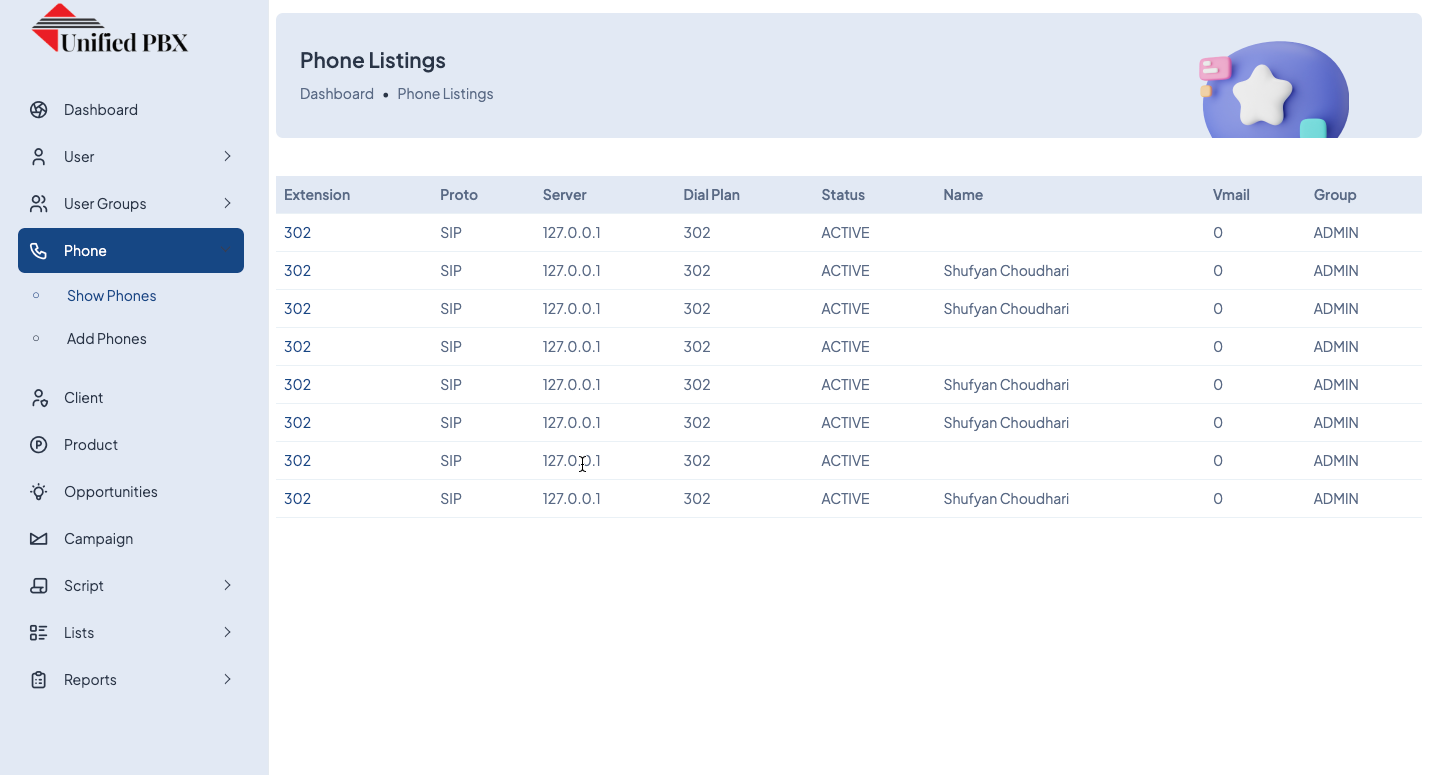 Unified PBX
Dashboard
User
User Groups
Phone
Show Phones
Add Phones
Client
Product
Opportunities
Campaign
Script
Lists
Reports
Phone Listings
Dashboard • Phone Listings
Extension Proto Server Dial Plan Status Name Vmail Group
302 SIP 127.0.0.1 302 ACTIVE 0 ADMIN
302 SIP 127.0.0.1 302 ACTIVE Shufyan Choudhari 0 ADMIN
302 SIP 127.0.0.1 302 ACTIVE Shufyan Choudhari 0 ADMIN
302 SIP 127.0.0.1 302 ACTIVE 0 ADMIN
302 SIP 127.0.0.1 302 ACTIVE Shufyan Choudhari 0 ADMIN
302 SIP 127.0.0.1 302 ACTIVE Shufyan Choudhari 0 ADMIN
302 SIP 127.0.0.1 302 ACTIVE 0 ADMIN
302 SIP 127.0.0.1 302 ACTIVE Shufyan Choudhari 0 ADMIN